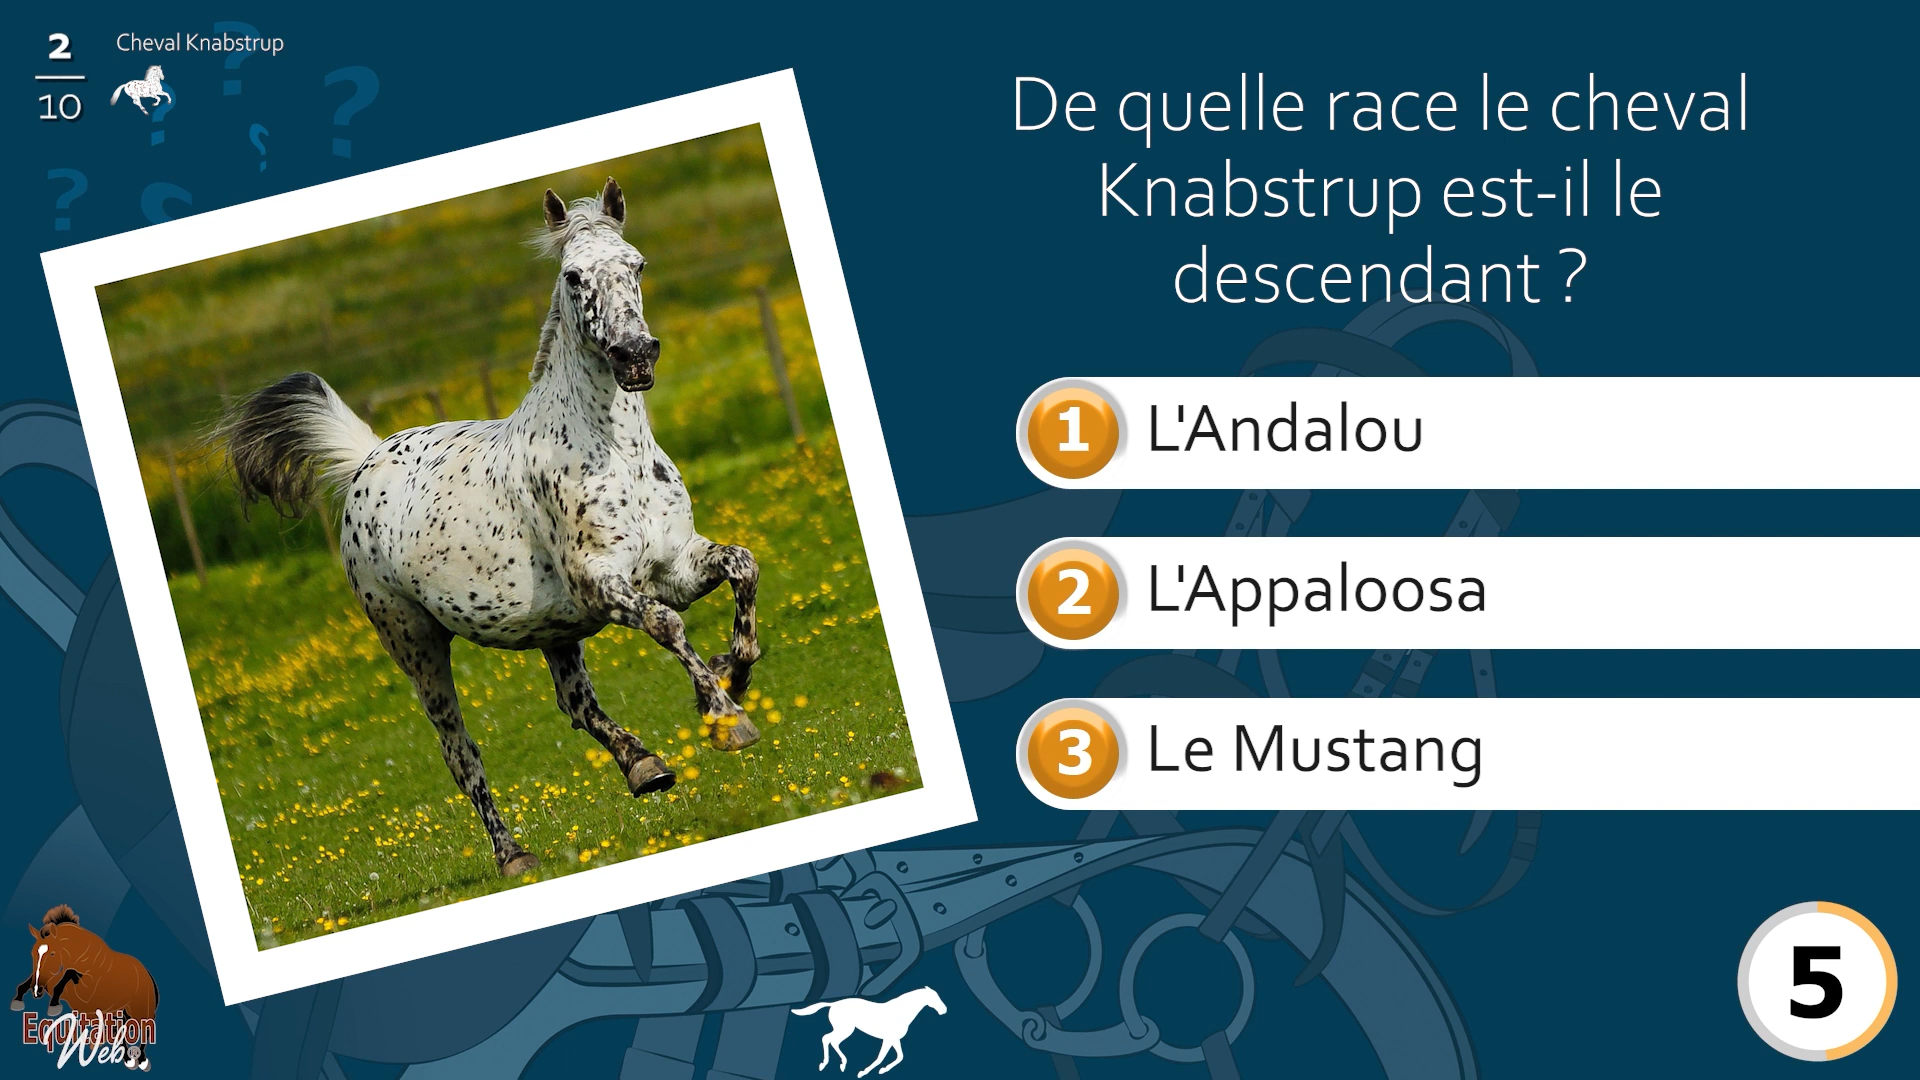 2
10
Cheval Knabstrup
De quelle race le cheval
Knabstrup est-il le
descendant ?
1 L'Andalou
2 L'Appaloosa
3 Le Mustang
5
Equitation
Web